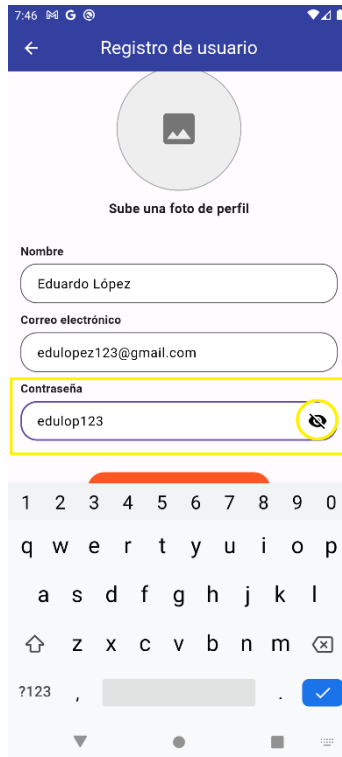 7:46 M G
Registro de usuario
Sube una foto de perfil
Nombre
Eduardo López
Correo electrónico
edulopez123@gmail.com
Contraseña
edulop123
1 2 3 4 5 6 7 8 9 0
q w e r t y u i o p
a s d f g h j k l
z x c v b n m
?123 , .